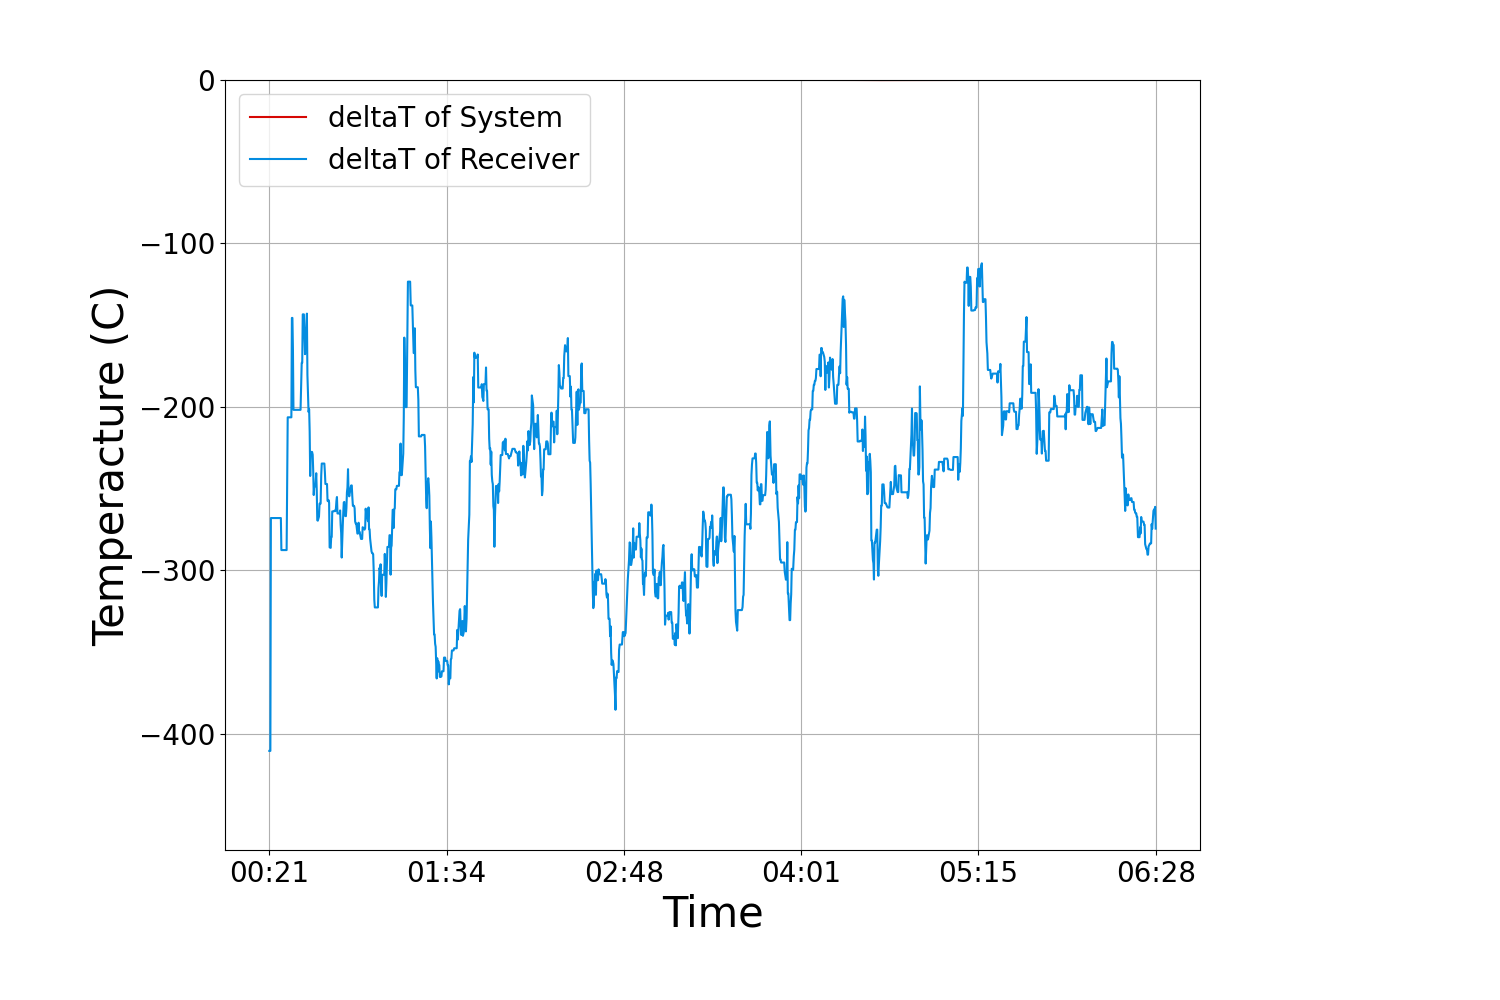 0
deltaT of System
deltaT of Receiver
−100
−200
−300
−400
Temperacture (C)
00:21 01:34 02:48 04:01 05:15 06:28
Time